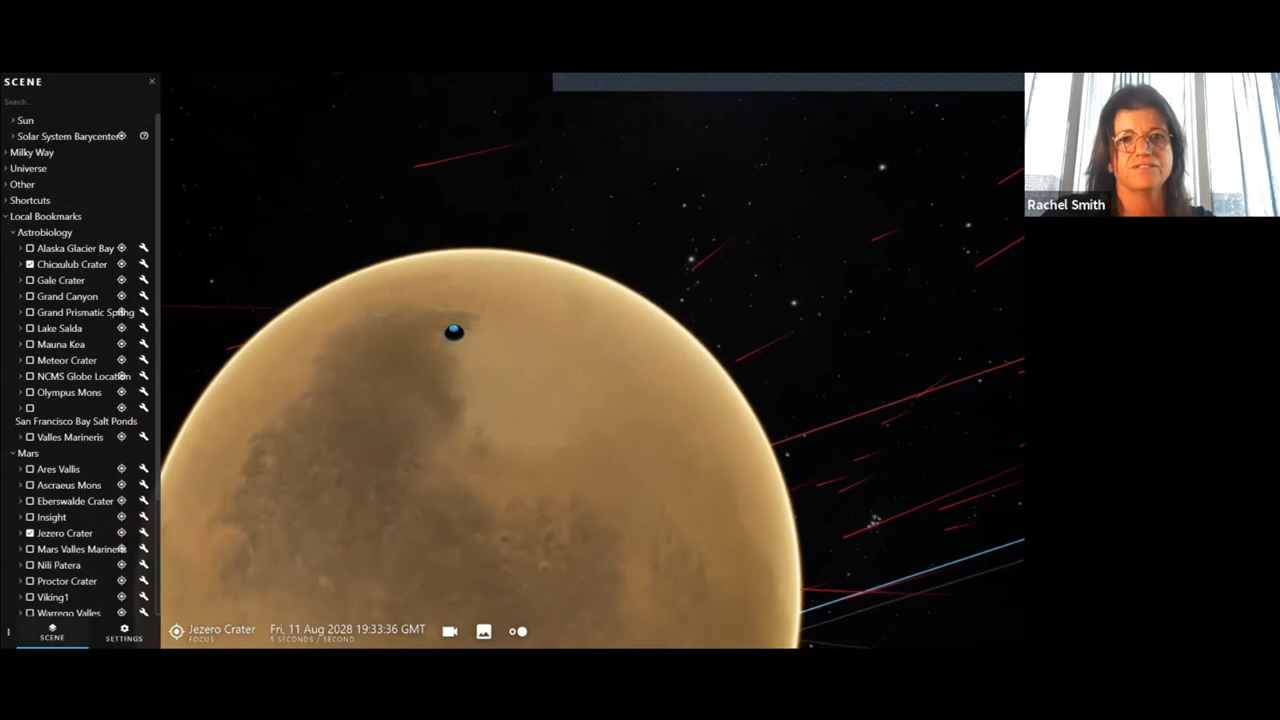 SCENE
Search...
Sun
Solar System Barycenter
Milky Way
Universe
Other
Shortcuts
Local Bookmarks
Astrobiology
Alaska Glacier Bay
Chicxulub Crater
Gale Crater
Grand Canyon
Grand Prismatic Spring
Lake Salda
Mauna Kea
Meteor Crater
NCMS Globe Location
Olympus Mons
San Francisco Bay Salt Ponds
Valles Marineris
Mars
Ares Vallis
Ascraeus Mons
Eberswalde Crater
Insight
Jezero Crater
Mars Valles Marineris
Nili Patera
Proctor Crater
Viking1
Warrego Valles
SCENE
SETTINGS
Jezero Crater
FOCUS
Fri, 11 Aug 2028 19:33:36 GMT
5 SECONDS / SECOND
Rachel Smith